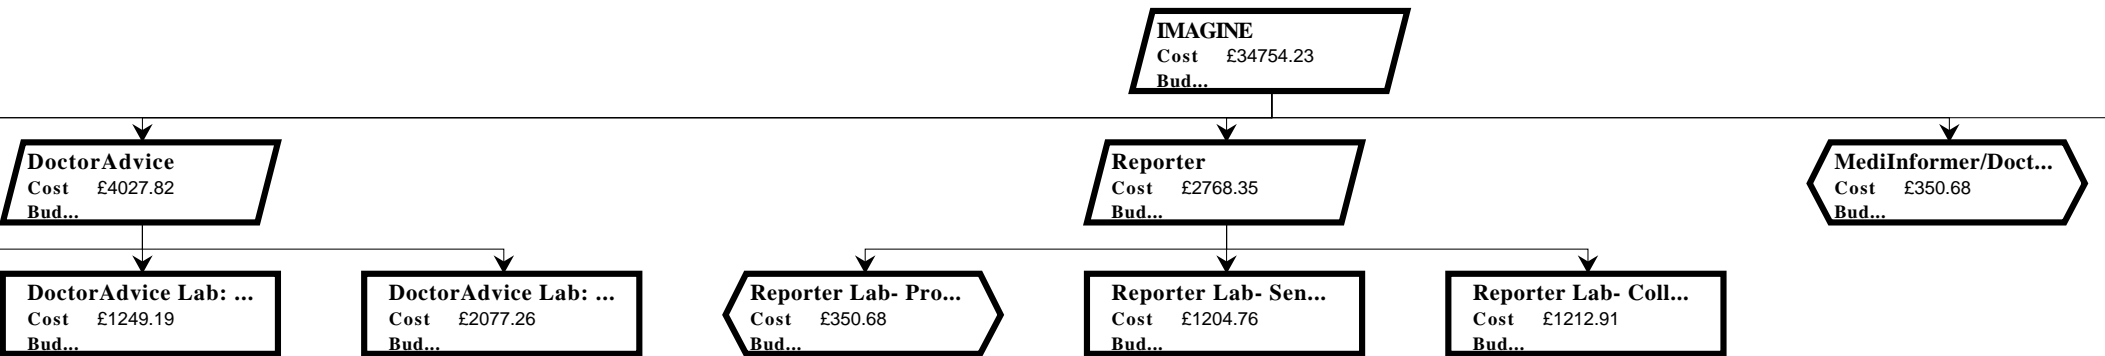 IMAGINE
Cost £34754.23
Bud...
DoctorAdvice
Cost £4027.82
Bud...
Reporter
Cost £2768.35
Bud...
MediInformer/Doct...
Cost £350.68
Bud...
DoctorAdvice Lab: ...
Cost £1249.19
Bud...
DoctorAdvice Lab: ...
Cost £2077.26
Bud...
Reporter Lab- Pro...
Cost £350.68
Bud...
Reporter Lab- Sen...
Cost £1204.76
Bud...
Reporter Lab- Coll...
Cost £1212.91
Bud...